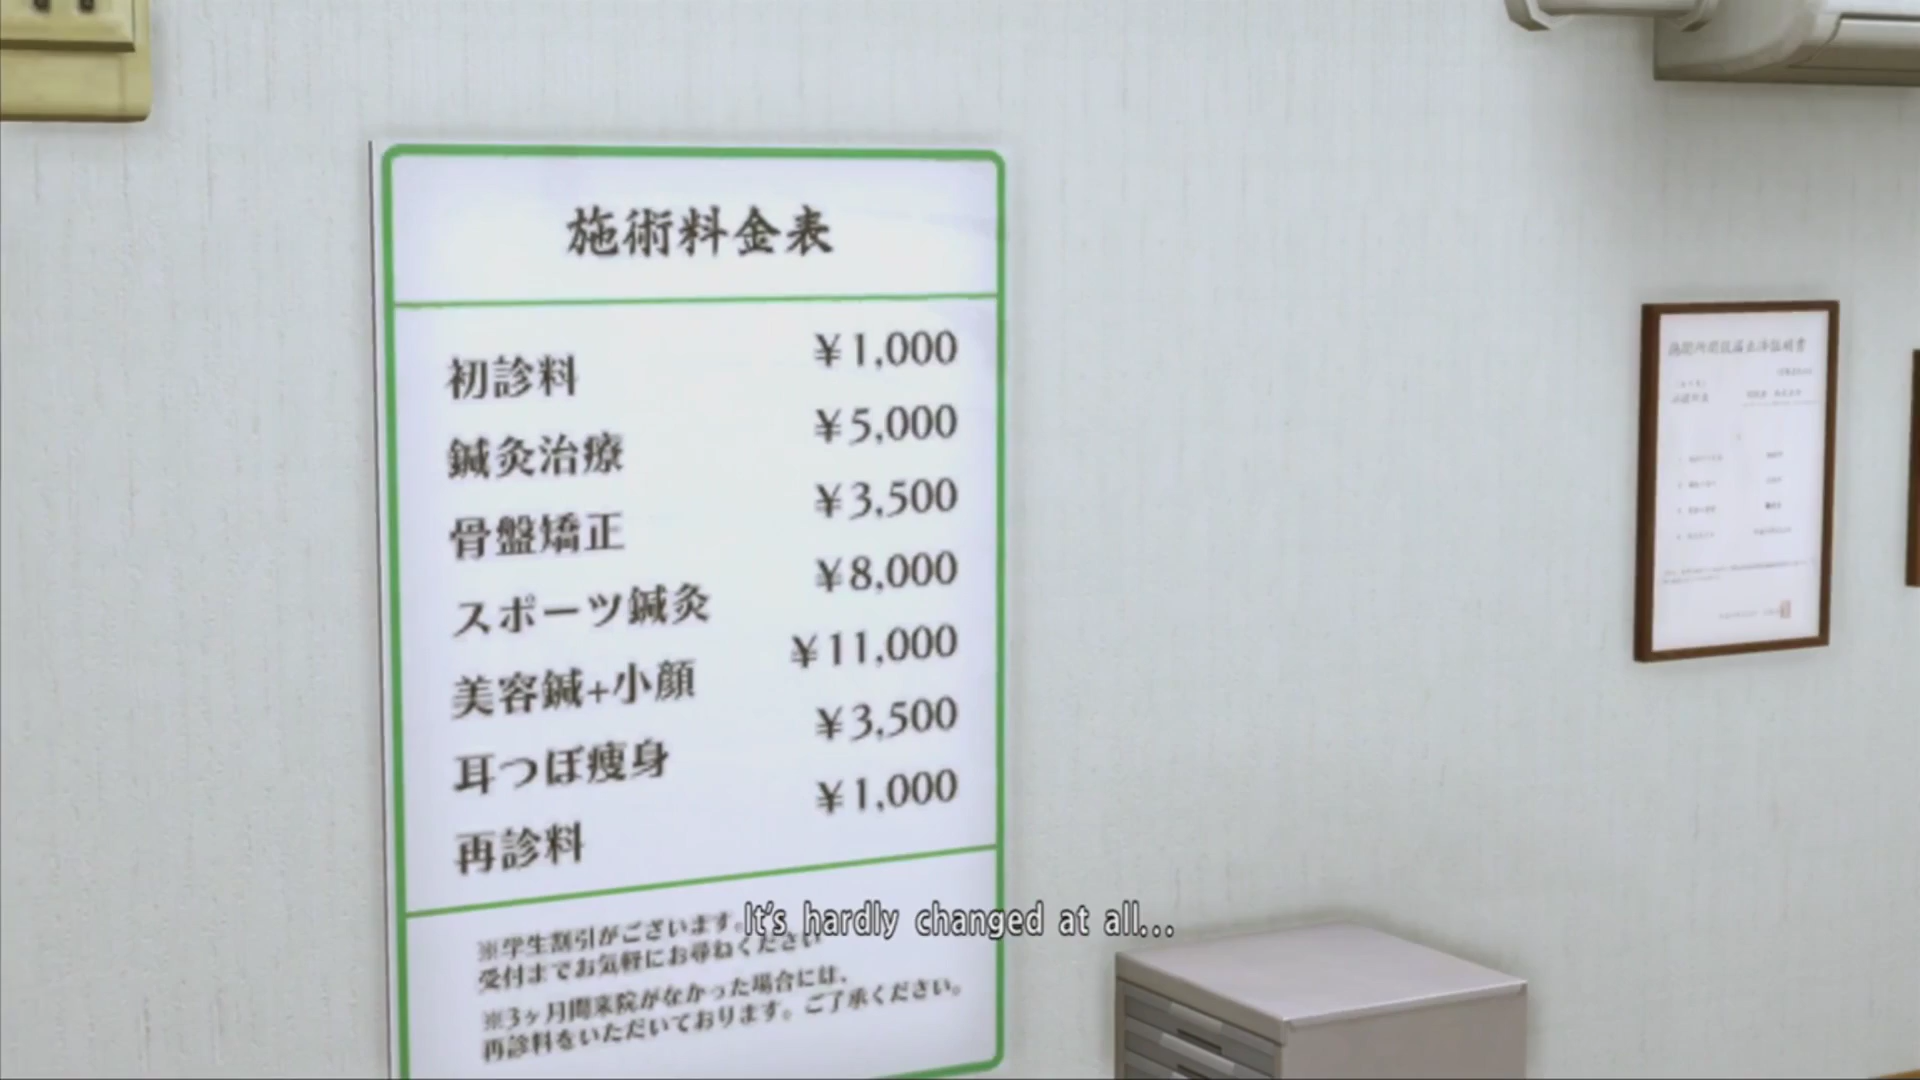 施術料金表
初診料 ¥1,000
鍼灸治療 ¥5,000
骨盤矯正 ¥3,500
スポーツ鍼灸 ¥8,000
美容鍼+小顔 ¥11,000
耳つぼ痩身 ¥3,500
再診料 ¥1,000
※学生割引がございます。
受付までお気軽にお尋ねください
※3ヶ月間来院がなかった場合には、
再診料をいただいております。ご了承ください。
It's hardly changed at all...